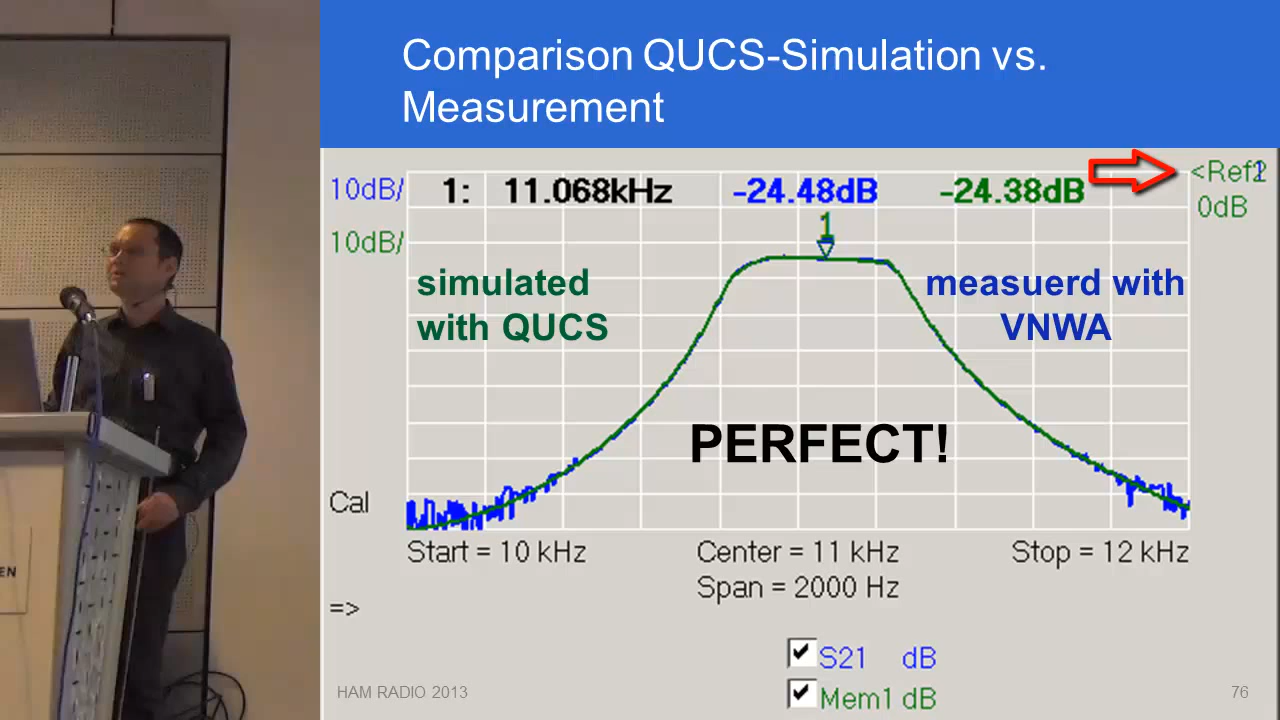 Comparison QUCS-Simulation vs.
Measurement
10dB/
1: 11.068kHz -24.48dB -24.38dB
<Ref2
0dB
1
10dB/
simulated
with QUCS
measuerd with
VNWA
PERFECT!
Cal
Start = 10 kHz Center = 11 kHz Stop = 12 kHz
Span = 2000 Hz
=>
S21 dB
Mem1 dB
HAM RADIO 2013
76
EN